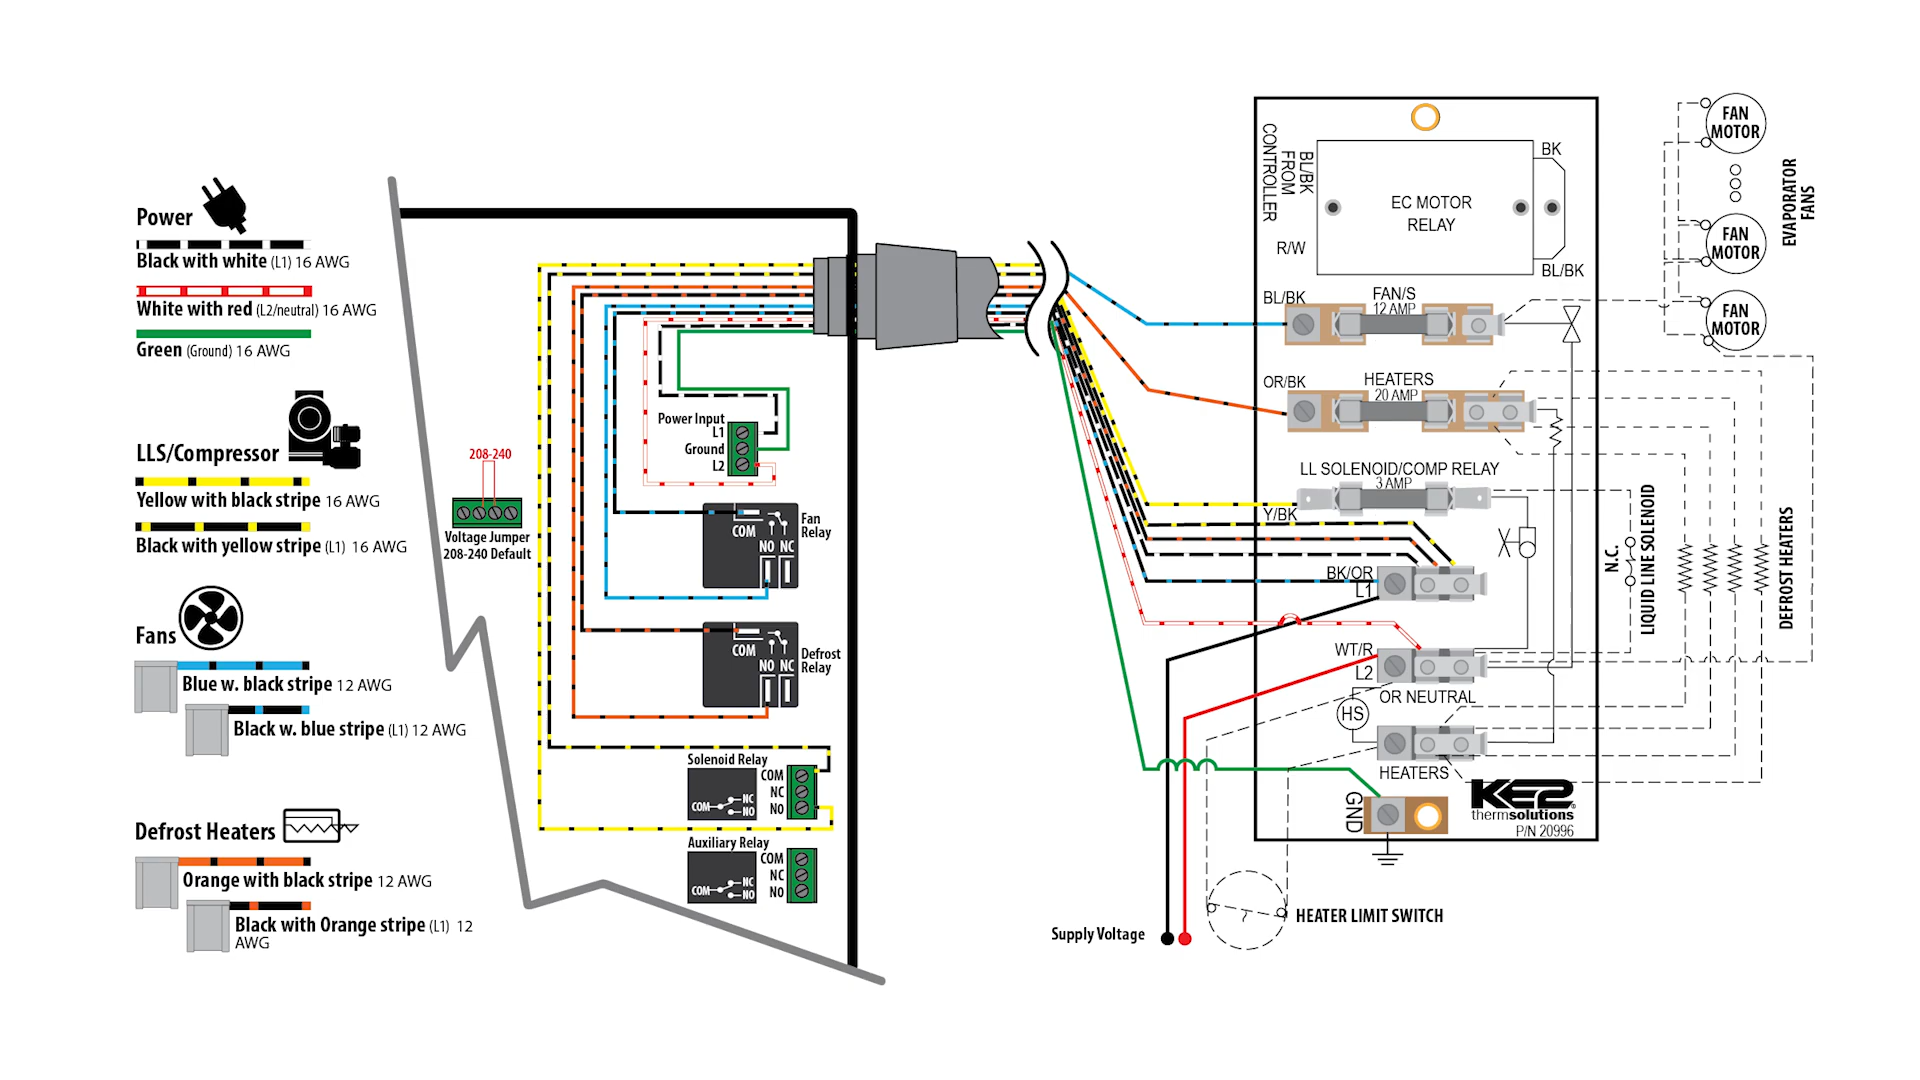 Power
Black with white (L1) 16 AWG
White with red (L2/neutral) 16 AWG
Green (Ground) 16 AWG
LLS/Compressor
Yellow with black stripe 16 AWG
Black with yellow stripe (L1) 16 AWG
Fans
Blue w. black stripe 12 AWG
Black w. blue stripe (L1) 12 AWG
Defrost Heaters
Orange with black stripe 12 AWG
Black with Orange stripe (L1) 12
AWG
208-240
Voltage Jumper
208-240 Default
Power Input
L1
Ground
L2
COM
NO NC
Fan
Relay
COM
NO NC
Defrost
Relay
Solenoid Relay
COM
NC
NO
COM
NC
NO
Auxiliary Relay
COM
NC
NO
COM
NC
NO
Supply Voltage
BL/BK
FROM
CONTROLLER
R/W
EC MOTOR
RELAY
BK
BL/BK
BL/BK
FAN/S
12 AMP
OR/BK
HEATERS
20 AMP
LL SOLENOID/COMP RELAY
3 AMP
Y/BK
BK/OR
L1
WT/R
L2
OR NEUTRAL
HS
HEATERS
GND
KE2
thermsolutions
P/N 20996
HEATER LIMIT SWITCH
FAN
MOTOR
FAN
MOTOR
FAN
MOTOR
EVAPORATOR
FANS
N.C.
LIQUID LINE SOLENOID
DEFROST HEATERS